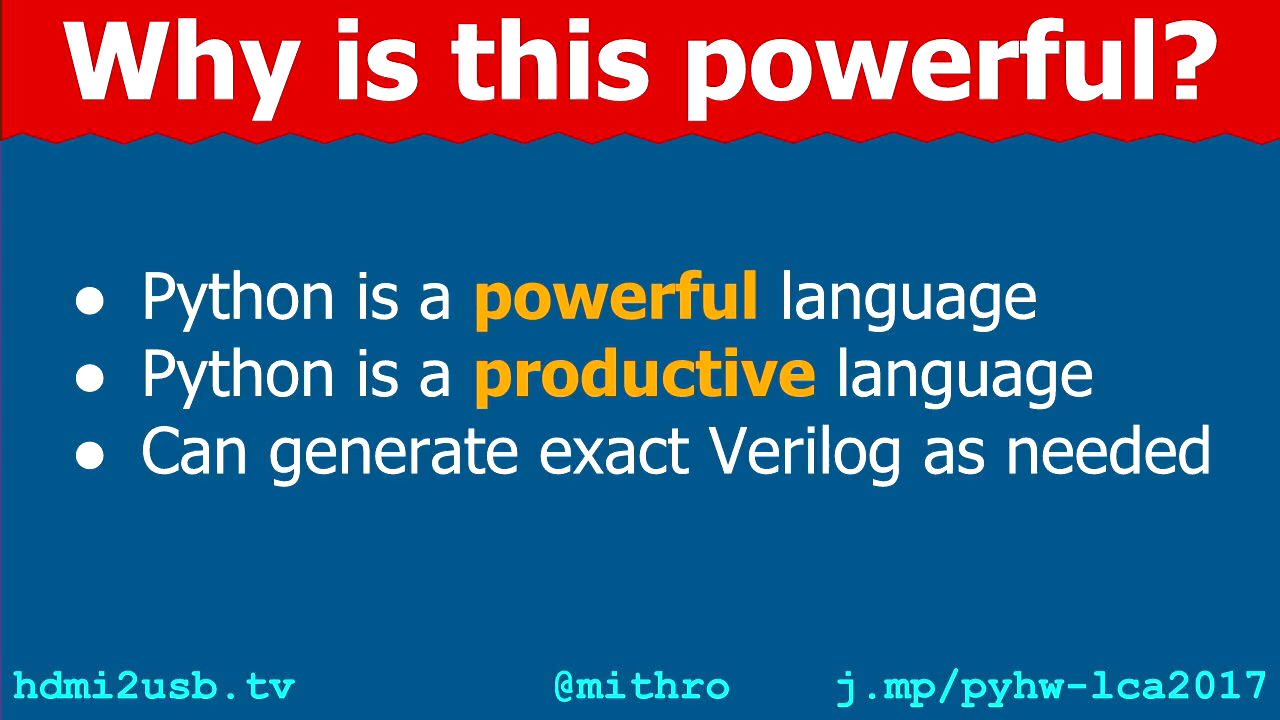 Why is this powerful?
● Python is a powerful language
● Python is a productive language
● Can generate exact Verilog as needed
hdmi2usb.tv @mithro j.mp/pyhw-lca2017